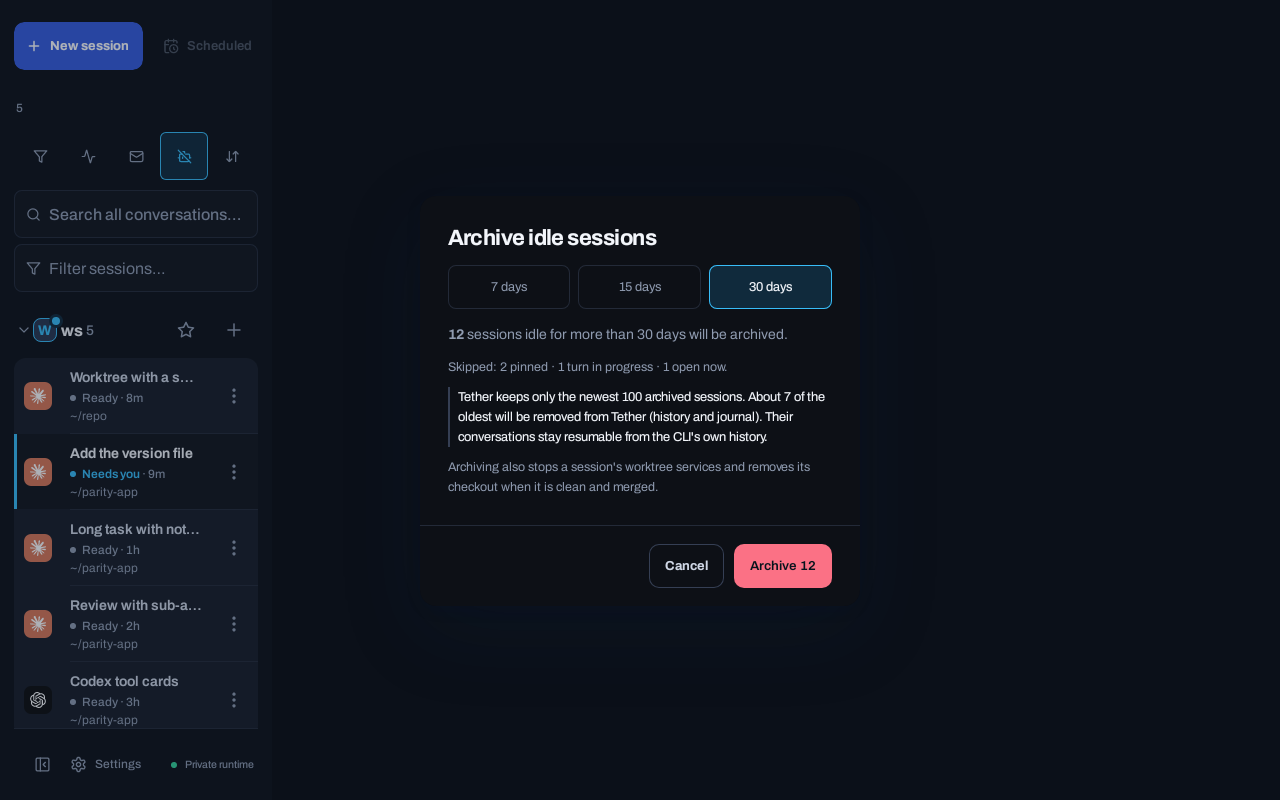 New session
Scheduled
5
Search all conversations...
Filter sessions...
W ws 5
Worktree with a s...
Ready · 8m
~/repo
Add the version file
Needs you · 9m
~/parity-app
Long task with not...
Ready · 1h
~/parity-app
Review with sub-a...
Ready · 2h
~/parity-app
Codex tool cards
Ready · 3h
~/parity-app
Settings
Private runtime
Archive idle sessions
7 days
15 days
30 days
12 sessions idle for more than 30 days will be archived.
Skipped: 2 pinned · 1 turn in progress · 1 open now.
Tether keeps only the newest 100 archived sessions. About 7 of the
oldest will be removed from Tether (history and journal). Their
conversations stay resumable from the CLI's own history.
Archiving also stops a session's worktree services and removes its
checkout when it is clean and merged.
Cancel
Archive 12